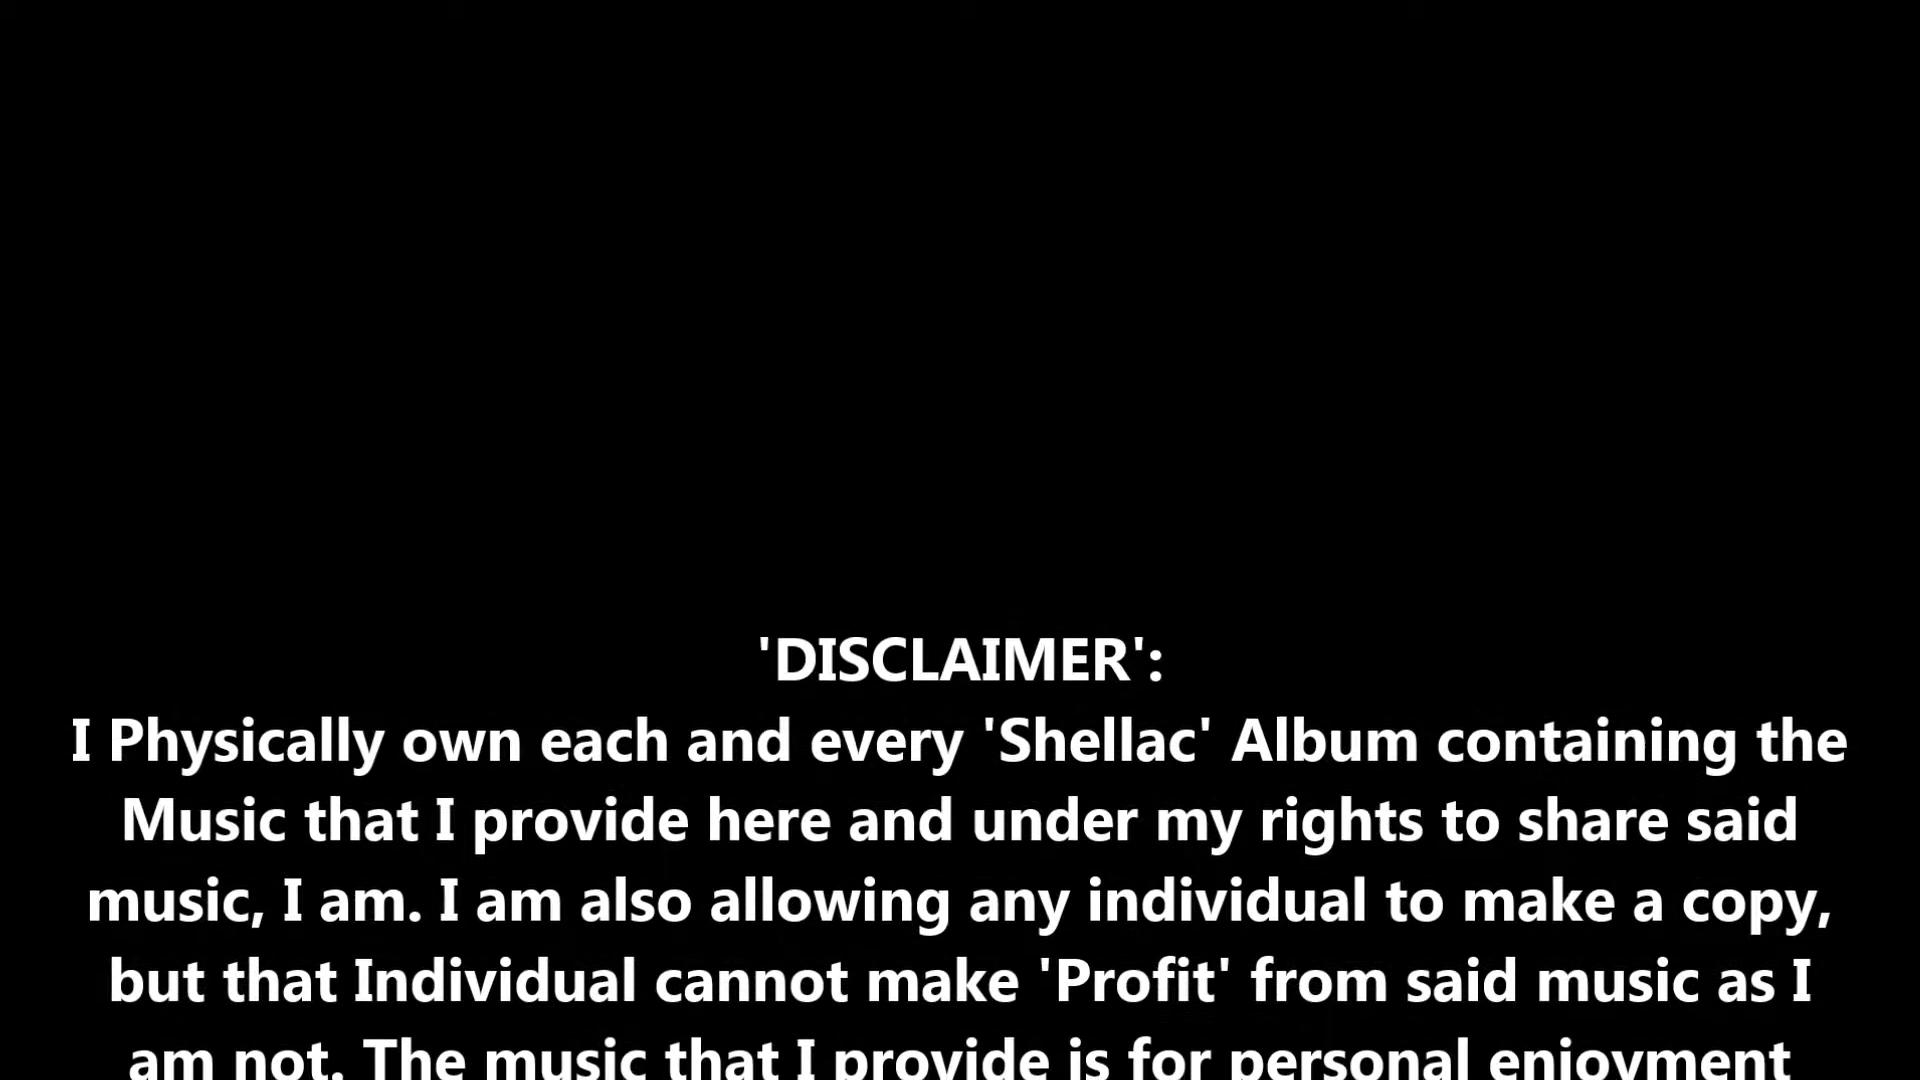 'DISCLAIMER':
I Physically own each and every 'Shellac' Album containing the
Music that I provide here and under my rights to share said
music, I am. I am also allowing any individual to make a copy,
but that Individual cannot make 'Profit' from said music as I
am not. The music that I provide is for personal enjoyment